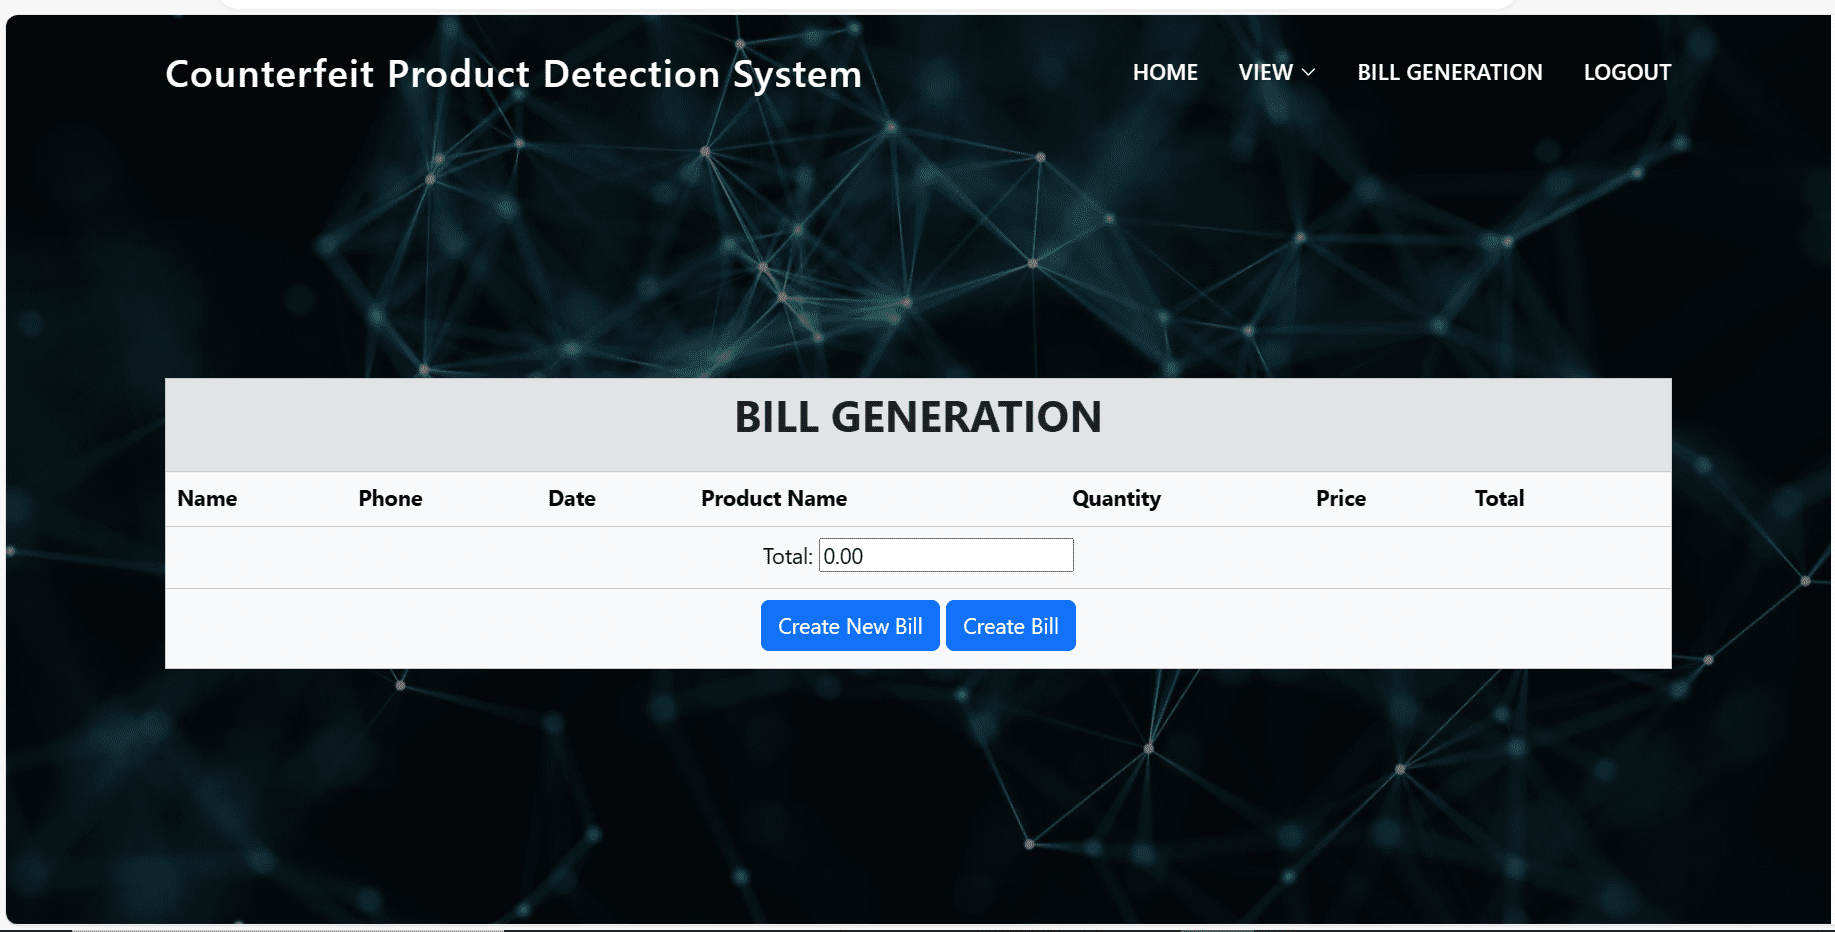 Counterfeit Product Detection System HOME VIEW BILL GENERATION LOGOUT
BILL GENERATION
Name Phone Date Product Name Quantity Price Total
Total: 0.00
Create New Bill Create Bill